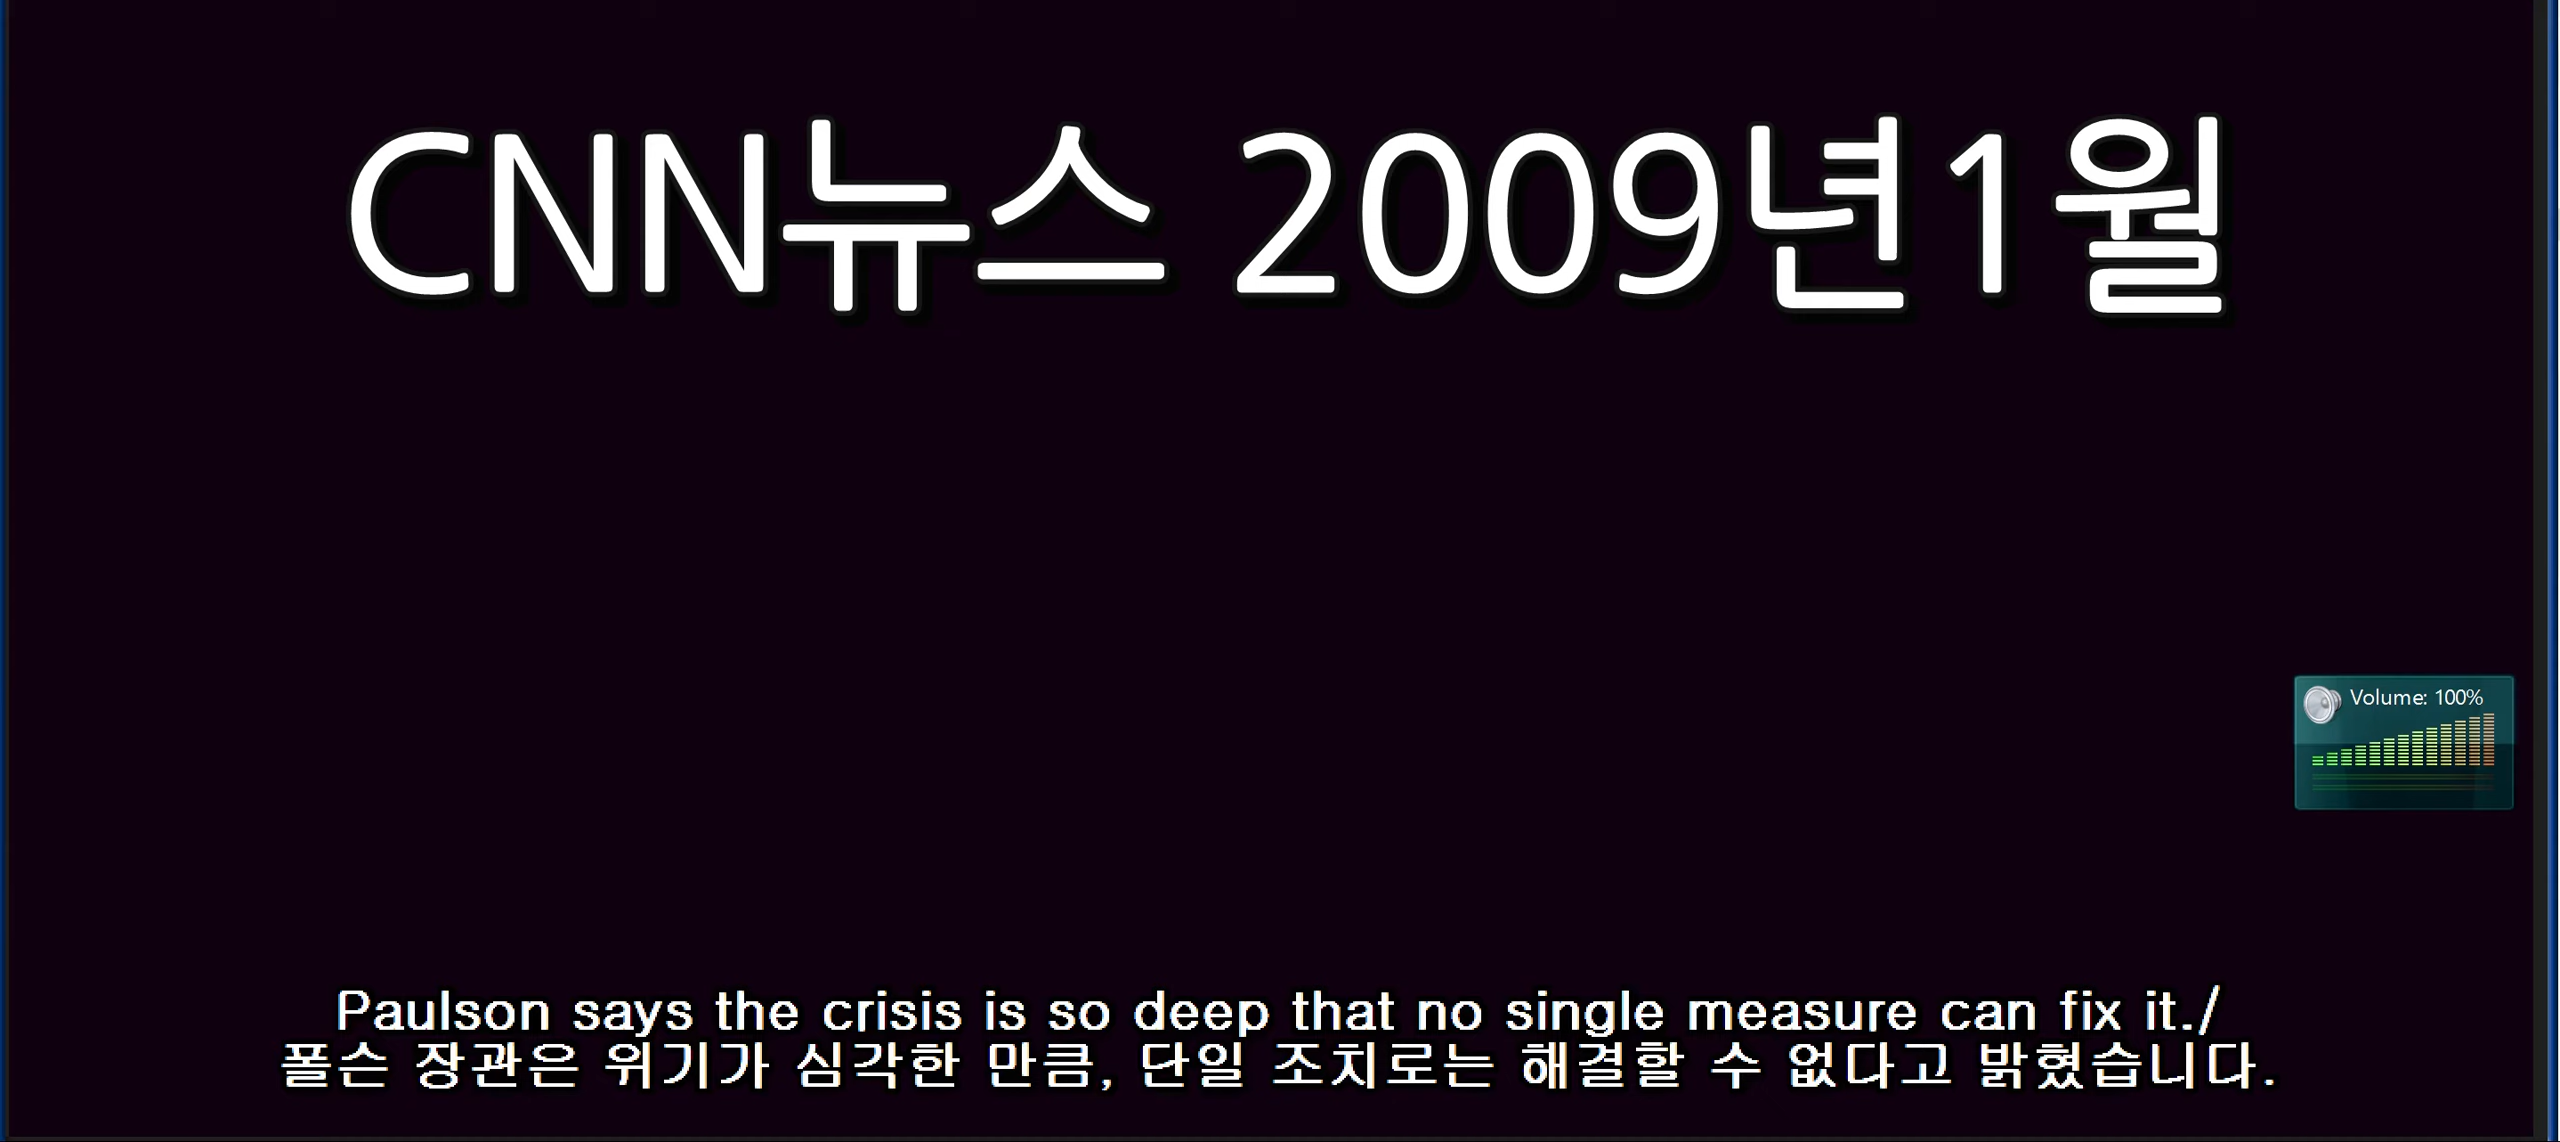 CNN뉴스 2009년1월
Volume: 100%
Paulson says the crisis is so deep that no single measure can fix it./
폴슨 장관은 위기가 심각한 만큼, 단일 조치로는 해결할 수 없다고 밝혔습니다.